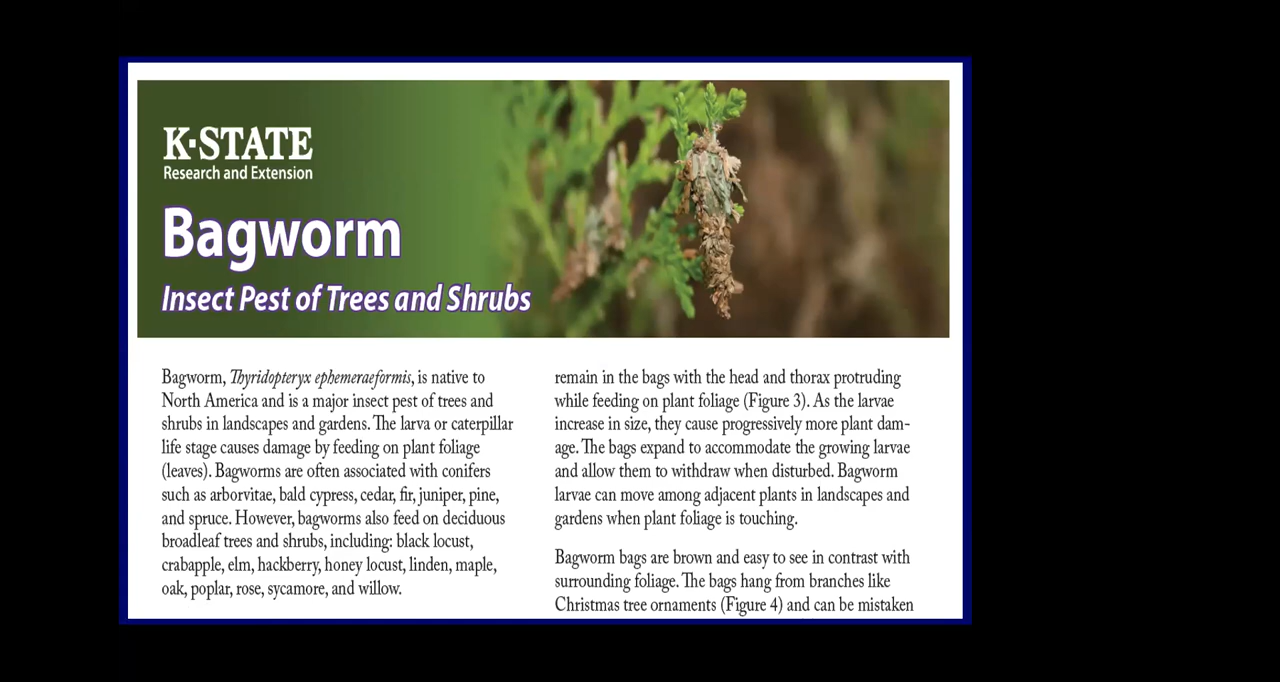 K·STATE
Research and Extension
Bagworm
Insect Pest of Trees and Shrubs
Bagworm, Thyridopteryx ephemeraeformis, is native to
North America and is a major insect pest of trees and
shrubs in landscapes and gardens. The larva or caterpillar
life stage causes damage by feeding on plant foliage
(leaves). Bagworms are often associated with conifers
such as arborvitae, bald cypress, cedar, fir, juniper, pine,
and spruce. However, bagworms also feed on deciduous
broadleaf trees and shrubs, including: black locust,
crabapple, elm, hackberry, honey locust, linden, maple,
oak, poplar, rose, sycamore, and willow.
remain in the bags with the head and thorax protruding
while feeding on plant foliage (Figure 3). As the larvae
increase in size, they cause progressively more plant dam-
age. The bags expand to accommodate the growing larvae
and allow them to withdraw when disturbed. Bagworm
larvae can move among adjacent plants in landscapes and
gardens when plant foliage is touching.
Bagworm bags are brown and easy to see in contrast with
surrounding foliage. The bags hang from branches like
Christmas tree ornaments (Figure 4) and can be mistaken